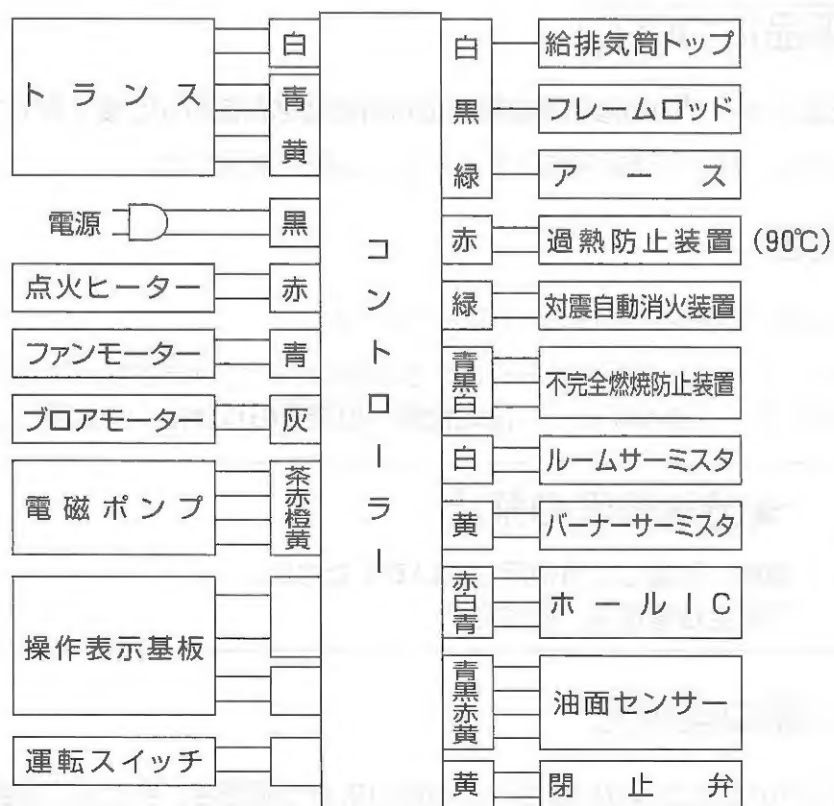 トランス
白
青
黄
電源
黒
点火ヒーター
赤
ファンモーター
青
ブロアモーター
灰
電磁ポンプ
茶
赤
橙
黄
操作表示基板
運転スイッチ
コントローラー
白
給排気筒トップ
黒
フレームロッド
緑
アース
赤
過熱防止装置 (90℃)
緑
対震自動消火装置
青
黒
白
不完全燃焼防止装置
白
ルームサーミスタ
黄
バーナーサーミスタ
赤
白
青
ホールIC
青
黒
赤
黄
油面センサー
黄
閉止弁